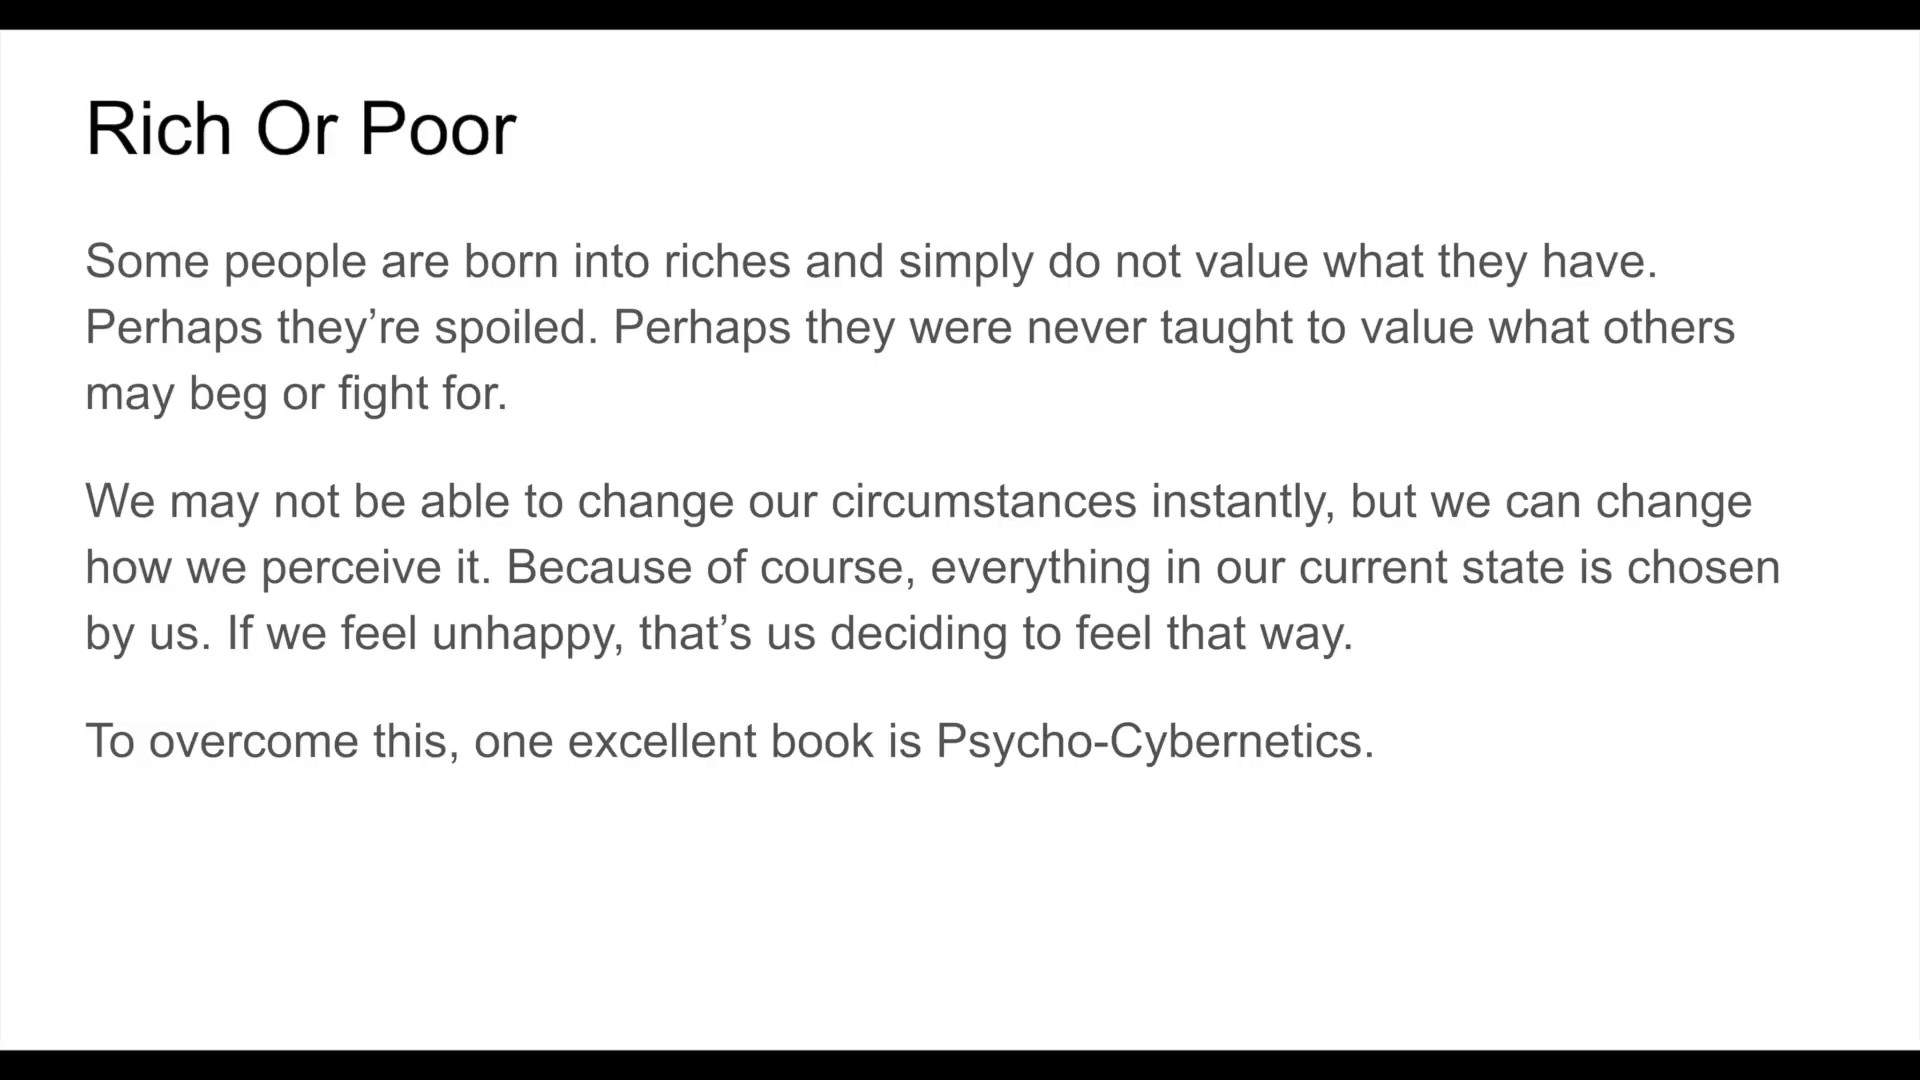 Rich Or Poor
Some people are born into riches and simply do not value what they have.
Perhaps they’re spoiled. Perhaps they were never taught to value what others
may beg or fight for.
We may not be able to change our circumstances instantly, but we can change
how we perceive it. Because of course, everything in our current state is chosen
by us. If we feel unhappy, that’s us deciding to feel that way.
To overcome this, one excellent book is Psycho-Cybernetics.